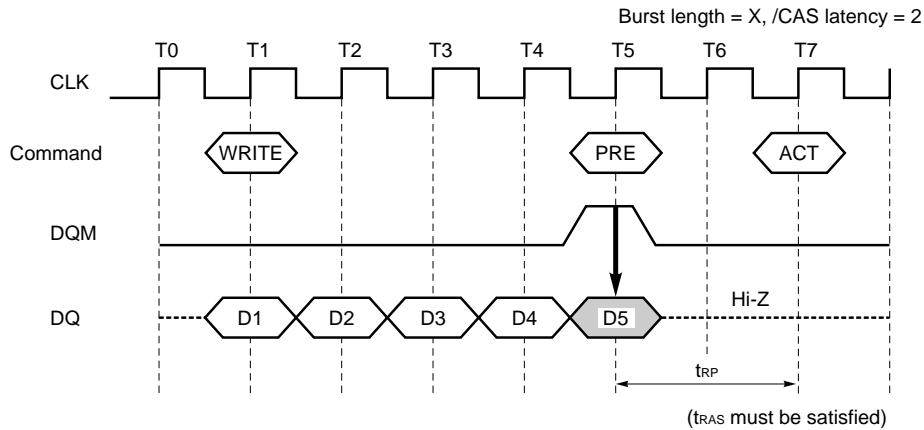 Burst length = X, /CAS latency = 2
T0 T1 T2 T3 T4 T5 T6 T7
CLK
Command WRITE PRE ACT
DQM
Hi-Z
DQ D1 D2 D3 D4 D5
tRP
(tRAS must be satisfied)